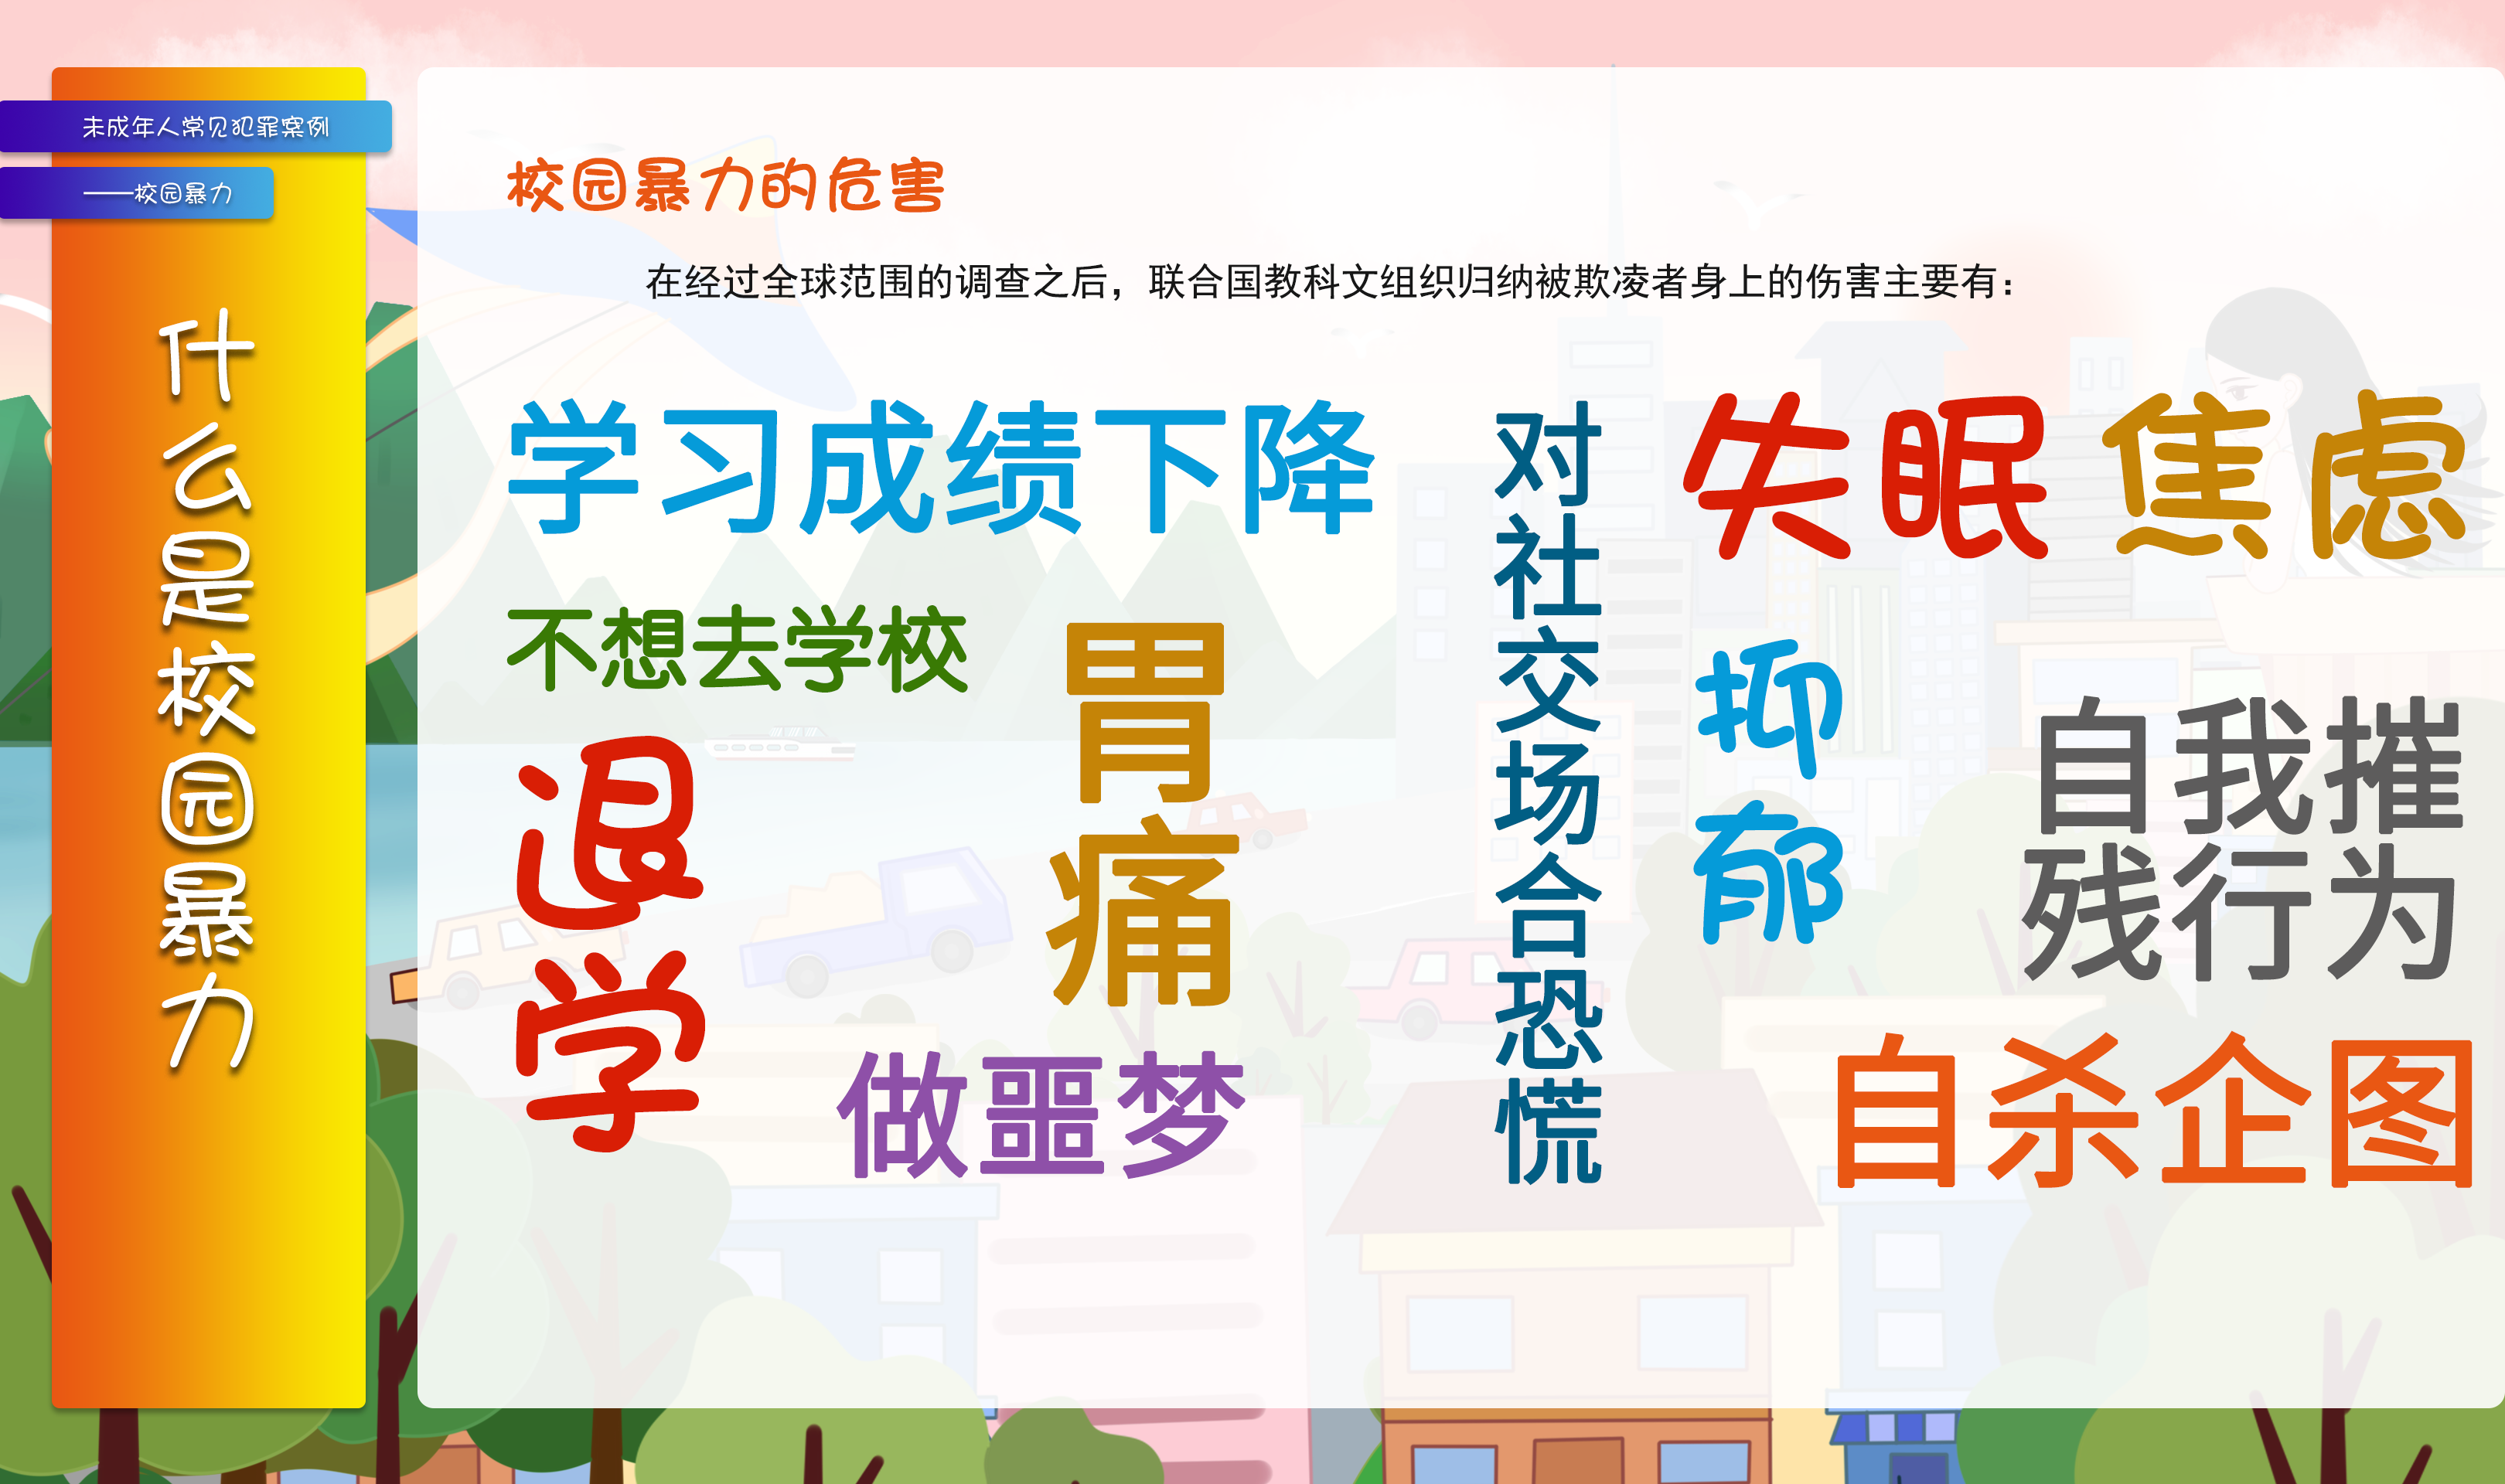 未成年人常见犯罪案例
——校园暴力
什么是校园暴力
校园暴力的危害
在经过全球范围的调查之后，联合国教科文组织归纳被欺凌者身上的伤害主要有：
学习成绩下降
不想去学校
退学
胃痛
做噩梦
对社交场合恐慌
失眠
焦虑
抑郁
自我摧
残行为
自杀企图